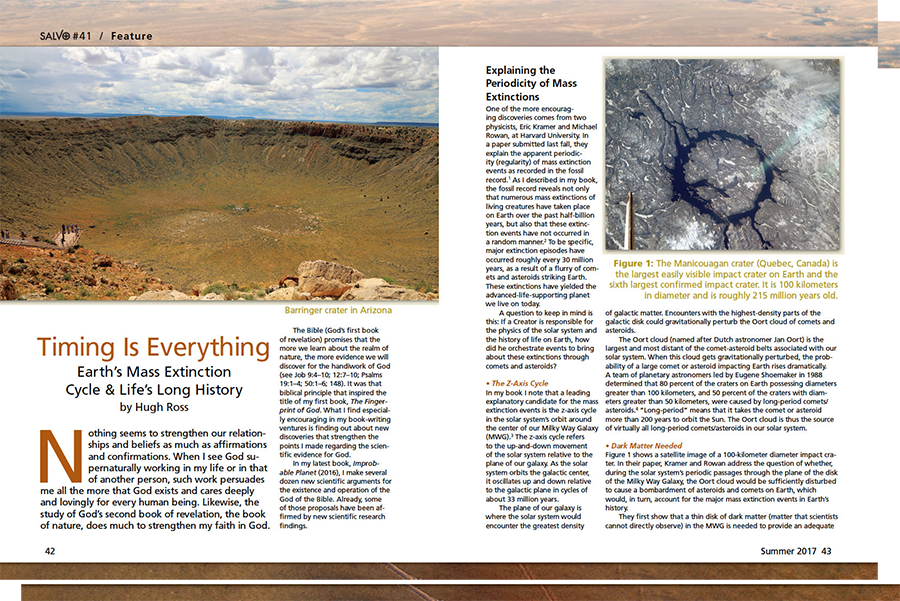 SALVO #41 / Feature
Barringer crater in Arizona
Timing Is Everything
Earth's Mass Extinction
Cycle & Life's Long History
by Hugh Ross
Nothing seems to strengthen our relation-
ships and beliefs as much as affirmations
and confirmations. When I see God su-
pernaturally working in my life or in that
of another person, such work persuades
me all the more that God exists and cares deeply
and lovingly for every human being. Likewise, the
study of God's second book of revelation, the book
of nature, does much to strengthen my faith in God.
The Bible (God's first book
of revelation) promises that the
more we learn about the realm of
nature, the more evidence we will
discover for the handiwork of God
(see Job 9:4–10; 12:7–10; Psalms
19:1–4; 50:1–6; 148). It was that
biblical principle that inspired the
title of my first book, The Finger-
print of God. What I find especial-
ly encouraging in my book-writing
ventures is finding out about new
discoveries that strengthen the
points I made regarding the scien-
tific evidence for God.
In my latest book, Improb-
able Planet (2016), I make several
dozen new scientific arguments for
the existence and operation of the
God of the Bible. Already, some
of those proposals have been af-
firmed by new scientific research
findings.
42
Explaining the
Periodicity of Mass
Extinctions
One of the more encourag-
ing discoveries comes from two
physicists, Eric Kramer and Michael
Rowan, at Harvard University. In
a paper submitted last fall, they
explain the apparent periodic-
ity (regularity) of mass extinction
events as recorded in the fossil
record.1 As I described in my book,
the fossil record reveals not only
that numerous mass extinctions of
living creatures have taken place
on Earth over the past half-billion
years, but also that these extinc-
tion events have not occurred in
a random manner.2 To be specific,
major extinction episodes have
occurred roughly every 30 million
years, as a result of a flurry of com-
ets and asteroids striking Earth.
These extinctions have yielded the
advanced-life-supporting planet
we live on today.
A question to keep in mind is
this: If a Creator is responsible for
the physics of the solar system and
the history of life on Earth, how
did he orchestrate events to bring
about these extinctions through
comets and asteroids?
• The Z-Axis Cycle
In my book I note that a leading
explanatory candidate for the mass
extinction events is the z-axis cycle
in the solar system's orbit around
the center of our Milky Way Galaxy
(MWG).3 The z-axis cycle refers
to the up-and-down movement
of the solar system relative to the
plane of our galaxy. As the solar
system orbits the galactic center,
it oscillates up and down relative
to the galactic plane in cycles of
about 33 million years.
The plane of our galaxy is
where the solar system would
encounter the greatest density
Figure 1: The Manicouagan crater (Quebec, Canada) is
the largest easily visible impact crater on Earth and the
sixth largest confirmed impact crater. It is 100 kilometers
in diameter and is roughly 215 million years old.
of galactic matter. Encounters with the highest-density parts of the
galactic disk could gravitationally perturb the Oort cloud of comets and
asteroids.
The Oort cloud (named after Dutch astronomer Jan Oort) is the
largest and most distant of the comet-asteroid belts associated with our
solar system. When this cloud gets gravitationally perturbed, the prob-
ability of a large comet or asteroid impacting Earth rises dramatically.
A team of planetary astronomers led by Eugene Shoemaker in 1988
determined that 80 percent of the craters on Earth possessing diameters
greater than 100 kilometers, and 50 percent of the craters with diam-
eters greater than 50 kilometers, were caused by long-period comets/
asteroids.4 "Long-period" means that it takes the comet or asteroid
more than 200 years to orbit the Sun. The Oort cloud is thus the source
of virtually all long-period comets/asteroids in our solar system.
• Dark Matter Needed
Figure 1 shows a satellite image of a 100-kilometer diameter impact cra-
ter. In their paper, Kramer and Rowan address the question of whether,
during the solar system's periodic passages through the plane of the disk
of the Milky Way Galaxy, the Oort cloud would be sufficiently disturbed
to cause a bombardment of asteroids and comets on Earth, which
would, in turn, account for the major mass extinction events in Earth's
history.
They first show that a thin disk of dark matter (matter that scientists
cannot directly observe) in the MWG is needed to provide an adequate
Summer 2017 43